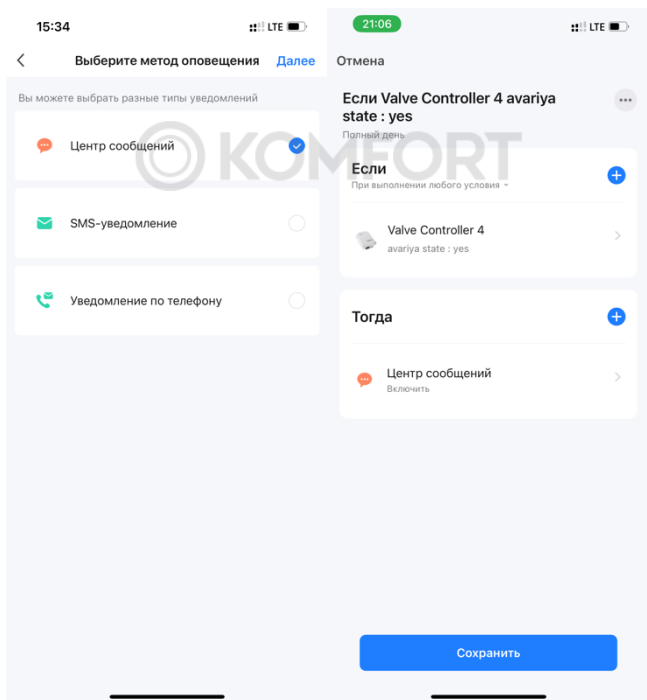 15:34
LTE
Выберите метод оповещения
Далее
Вы можете выбрать разные типы уведомлений
Центр сообщений
SMS-уведомление
Уведомление по телефону
21:06
LTE
Отмена
Если Valve Controller 4 avariya
state : yes
Полный день
Если
При выполнении любого условия
Valve Controller 4
avariya state : yes
Тогда
Центр сообщений
Включить
Сохранить
KOMFORT